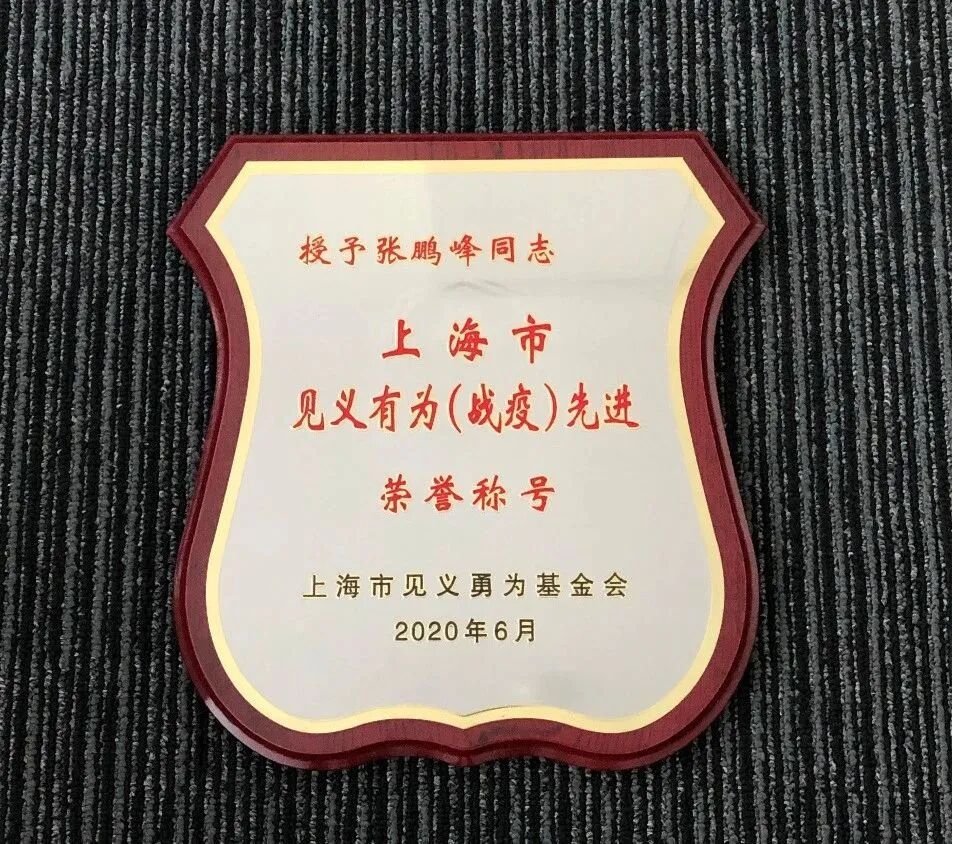 授予张鹏峰同志
上海市
见义有为(战疫)先进
荣誉称号
上海市见义勇为基金会
2020年6月